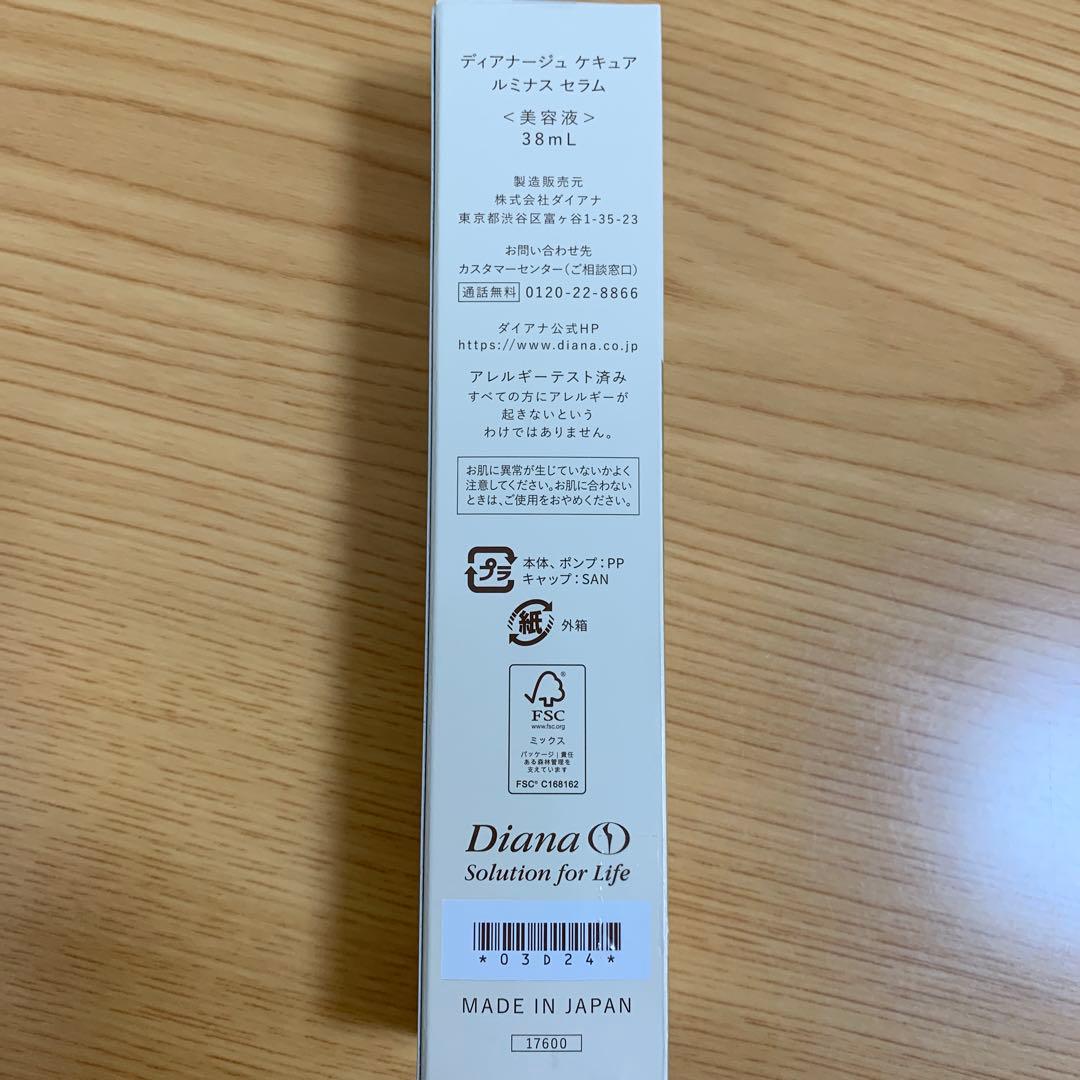 ディアナージュ ケキュア
ルミナス セラム
＜美容液＞
38mL
製造販売元
株式会社ダイアナ
東京都渋谷区富ヶ谷1-35-23
お問い合わせ先
カスタマーセンター(ご相談窓口)
通話無料 0120-22-8866
ダイアナ公式HP
https://www.diana.co.jp
アレルギーテスト済み
すべての方にアレルギーが
起きないという
わけではありません。
お肌に異常が生じていないかよく
注意してください。お肌に合わない
ときは、ご使用をおやめください。
プラ 本体、ポンプ:PP
キャップ:SAN
紙 外箱
FSC®
www.fsc.org
ミックス
パッケージ|責任
ある森林管理を
支えています
FSC® C168162
Diana
Solution for Life
*03D24*
MADE IN JAPAN
17600